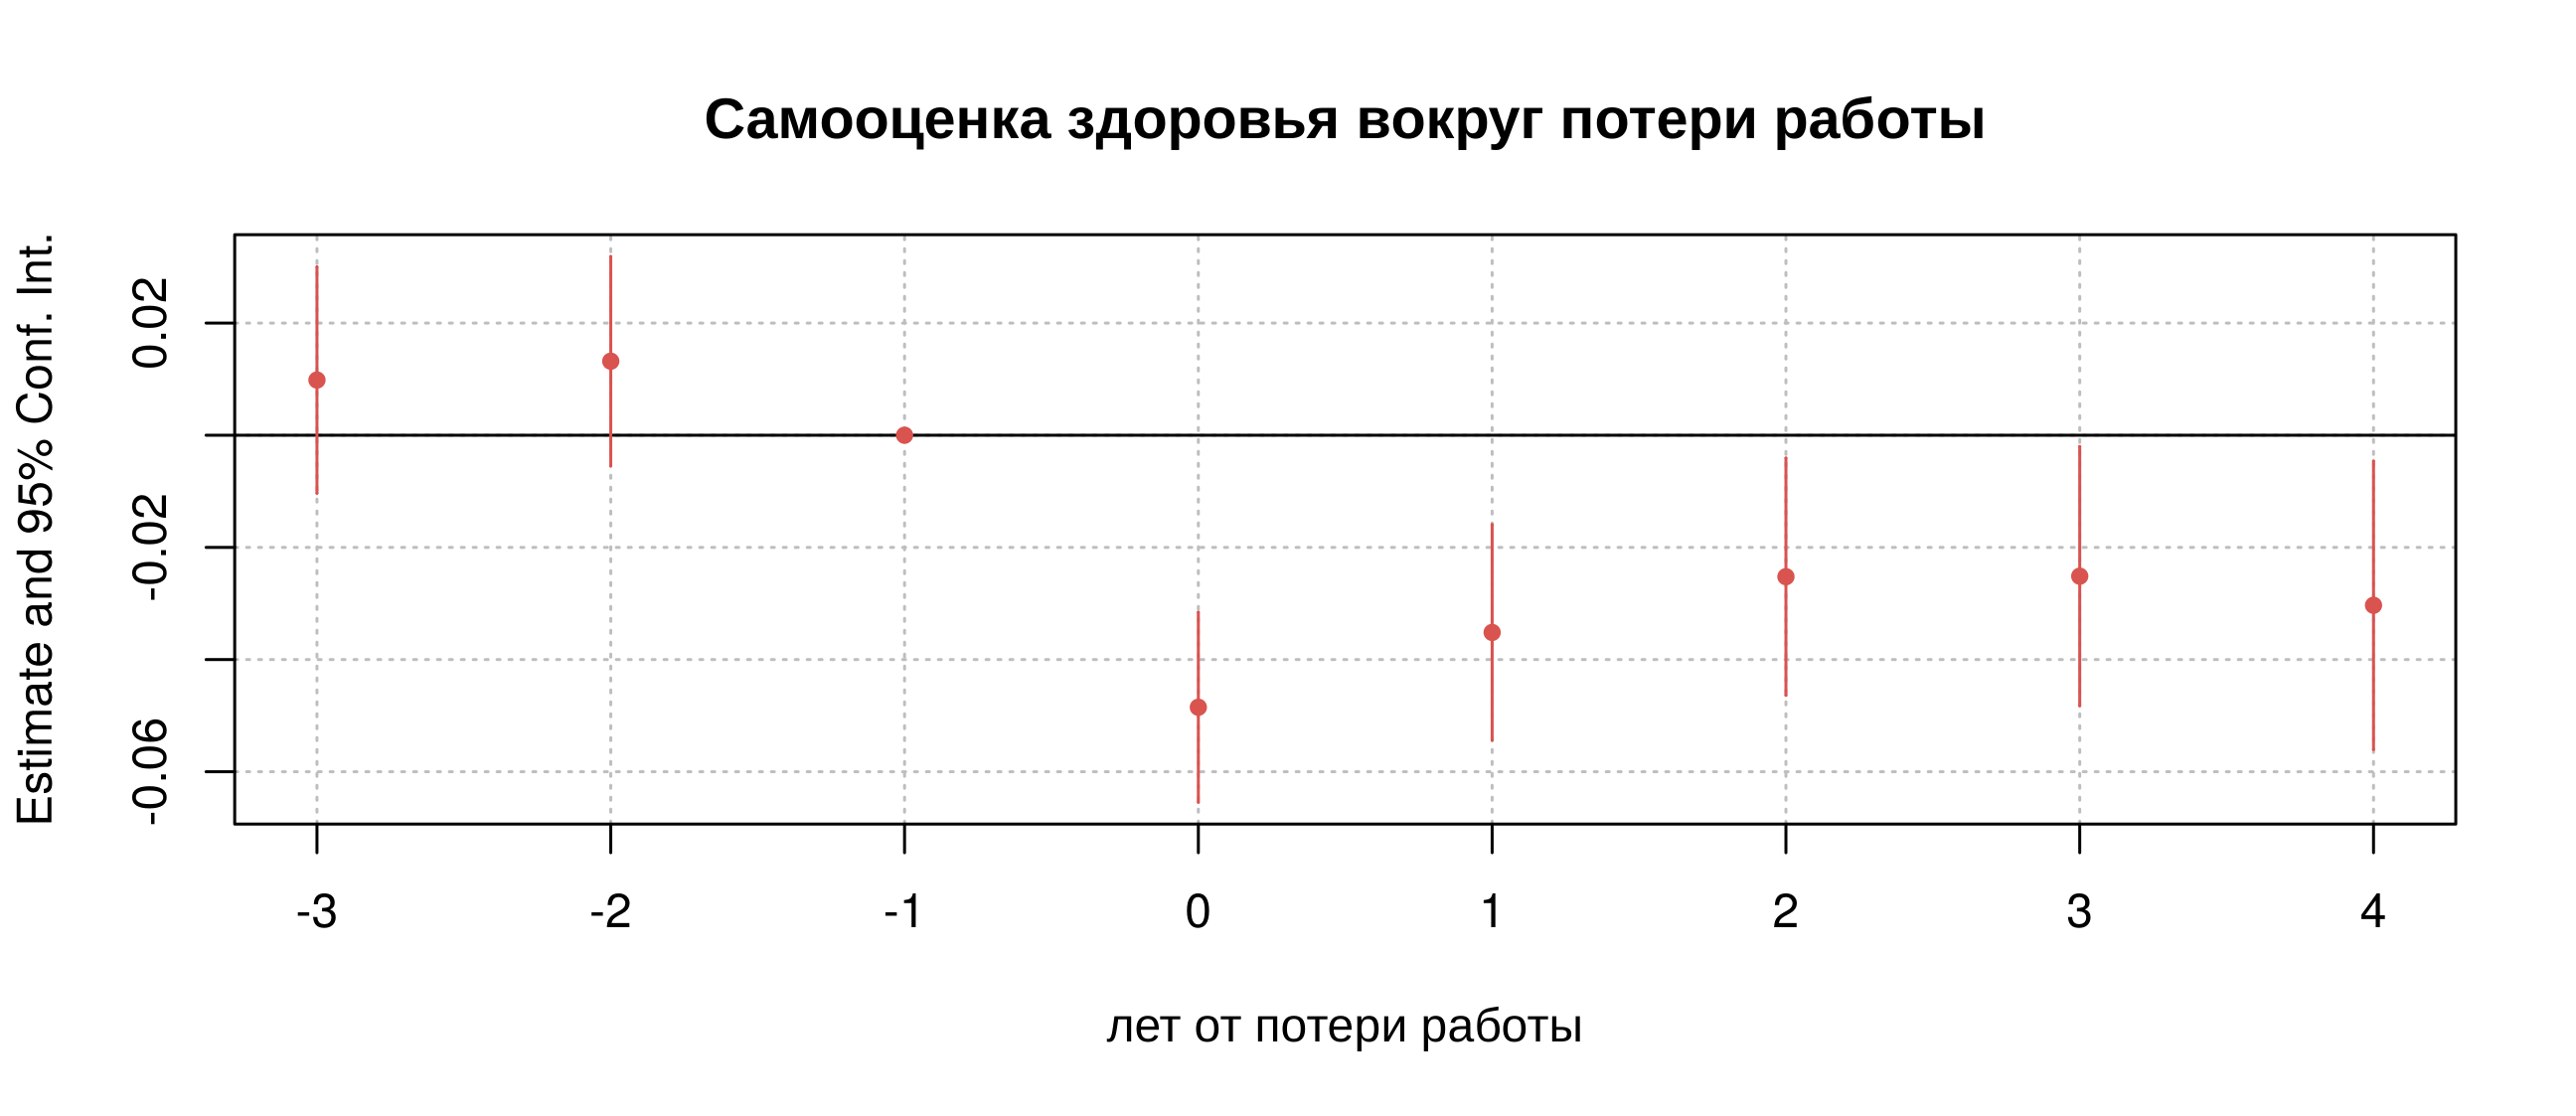 Самооценка здоровья вокруг потери работы
Estimate and 95% Conf. Int.
0.02
-0.02
-0.06
-3 -2 -1 0 1 2 3 4
лет от потери работы